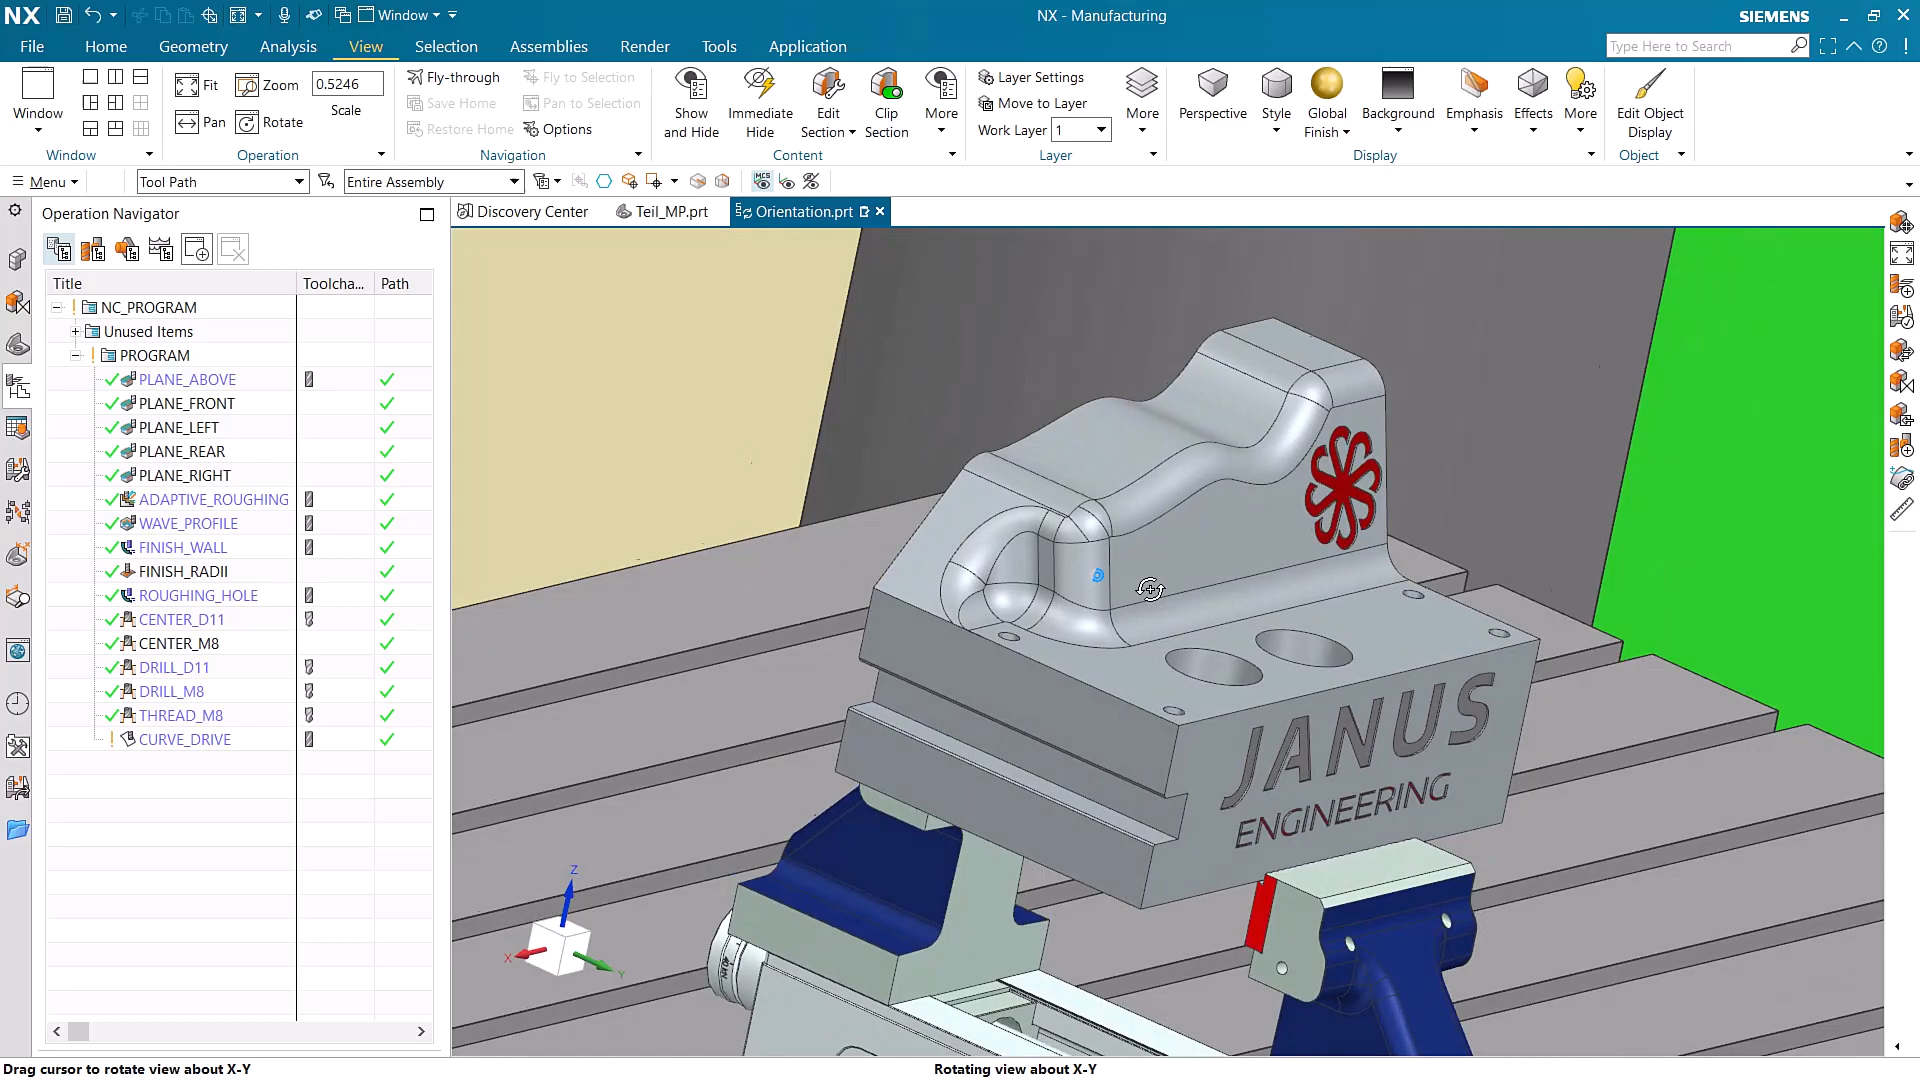 NX
Window
NX - Manufacturing
SIEMENS
File
Home
Geometry
Analysis
View
Selection
Assemblies
Render
Tools
Application
Type Here to Search
Window
Fit
Zoom
0.5246
Pan
Rotate
Scale
Fly-through
Save Home
Restore Home
Fly to Selection
Pan to Selection
Options
Show and Hide
Immediate Hide
Edit Section
Clip Section
More
Layer Settings
Move to Layer
Work Layer 1
More
Perspective
Style
Global Finish
Background
Emphasis
Effects
More
Edit Object Display
Window
Operation
Navigation
Content
Layer
Display
Object
Menu
Tool Path
Entire Assembly
MCS
Operation Navigator
Discovery Center
Teil_MP.prt
Orientation.prt
Title
Toolcha...
Path
NC_PROGRAM
Unused Items
PROGRAM
PLANE_ABOVE
PLANE_FRONT
PLANE_LEFT
PLANE_REAR
PLANE_RIGHT
ADAPTIVE_ROUGHING
WAVE_PROFILE
FINISH_WALL
FINISH_RADII
ROUGHING_HOLE
CENTER_D11
CENTER_M8
DRILL_D11
DRILL_M8
THREAD_M8
CURVE_DRIVE
JANUS
ENGINEERING
Z
X
Y
Drag cursor to rotate view about X-Y
Rotating view about X-Y